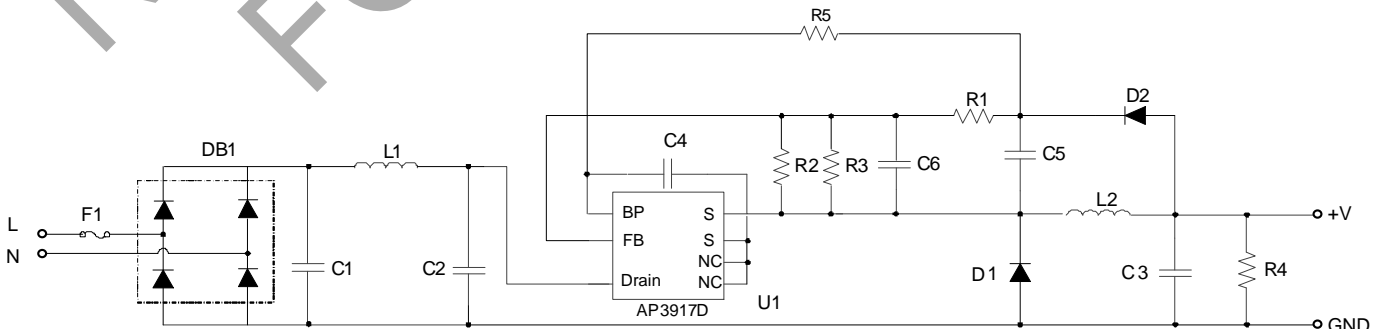 R5
R1
D2
DB1
L1
C4
R2
R3
C6
C5
L2
L
F1
N
BP
S
FB
S
NC
Drain
NC
+V
C1
C2
U1
D1
C3
R4
AP3917D
GND